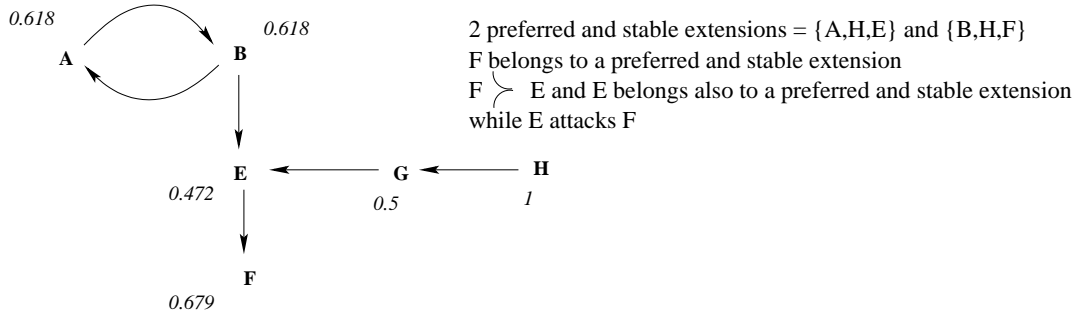 0.618
A
B
0.618
2 preferred and stable extensions = {A,H,E} and {B,H,F}
F belongs to a preferred and stable extension
F ≻ E and E belongs also to a preferred and stable extension
while E attacks F
E
0.472
G
0.5
H
1
F
0.679